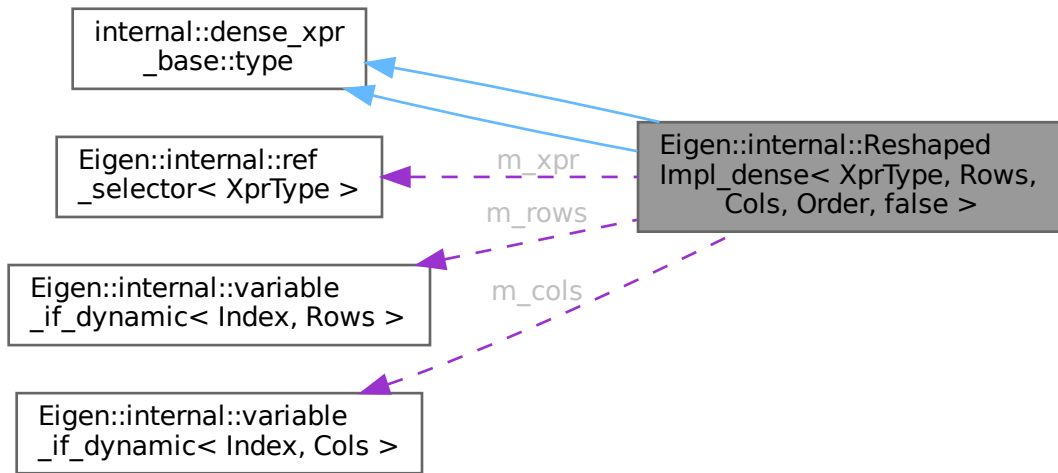 internal::dense_xpr
_base::type
Eigen::internal::ref
_selector< XprType >
Eigen::internal::variable
_if_dynamic< Index, Rows >
Eigen::internal::variable
_if_dynamic< Index, Cols >
m_xpr
m_rows
m_cols
Eigen::internal::Reshaped
Impl_dense< XprType, Rows,
Cols, Order, false >